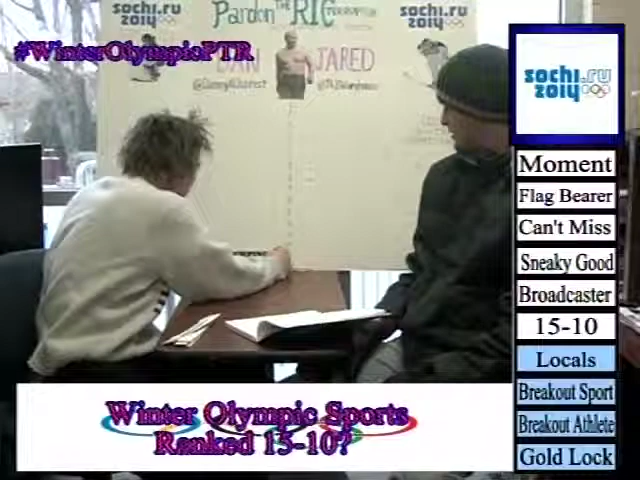 sochi.ru
2014
Pardon THE RIC
sochi.ru
2014
#WinterOlympicPTR
DAN
JARED
sochi.ru
2014
Moment
Flag Bearer
Can't Miss
Sneaky Good
Broadcaster
15-10
Locals
Breakout Sport
Breakout Athlete
Gold Lock
Winter Olympic Sports
Ranked 15-10?